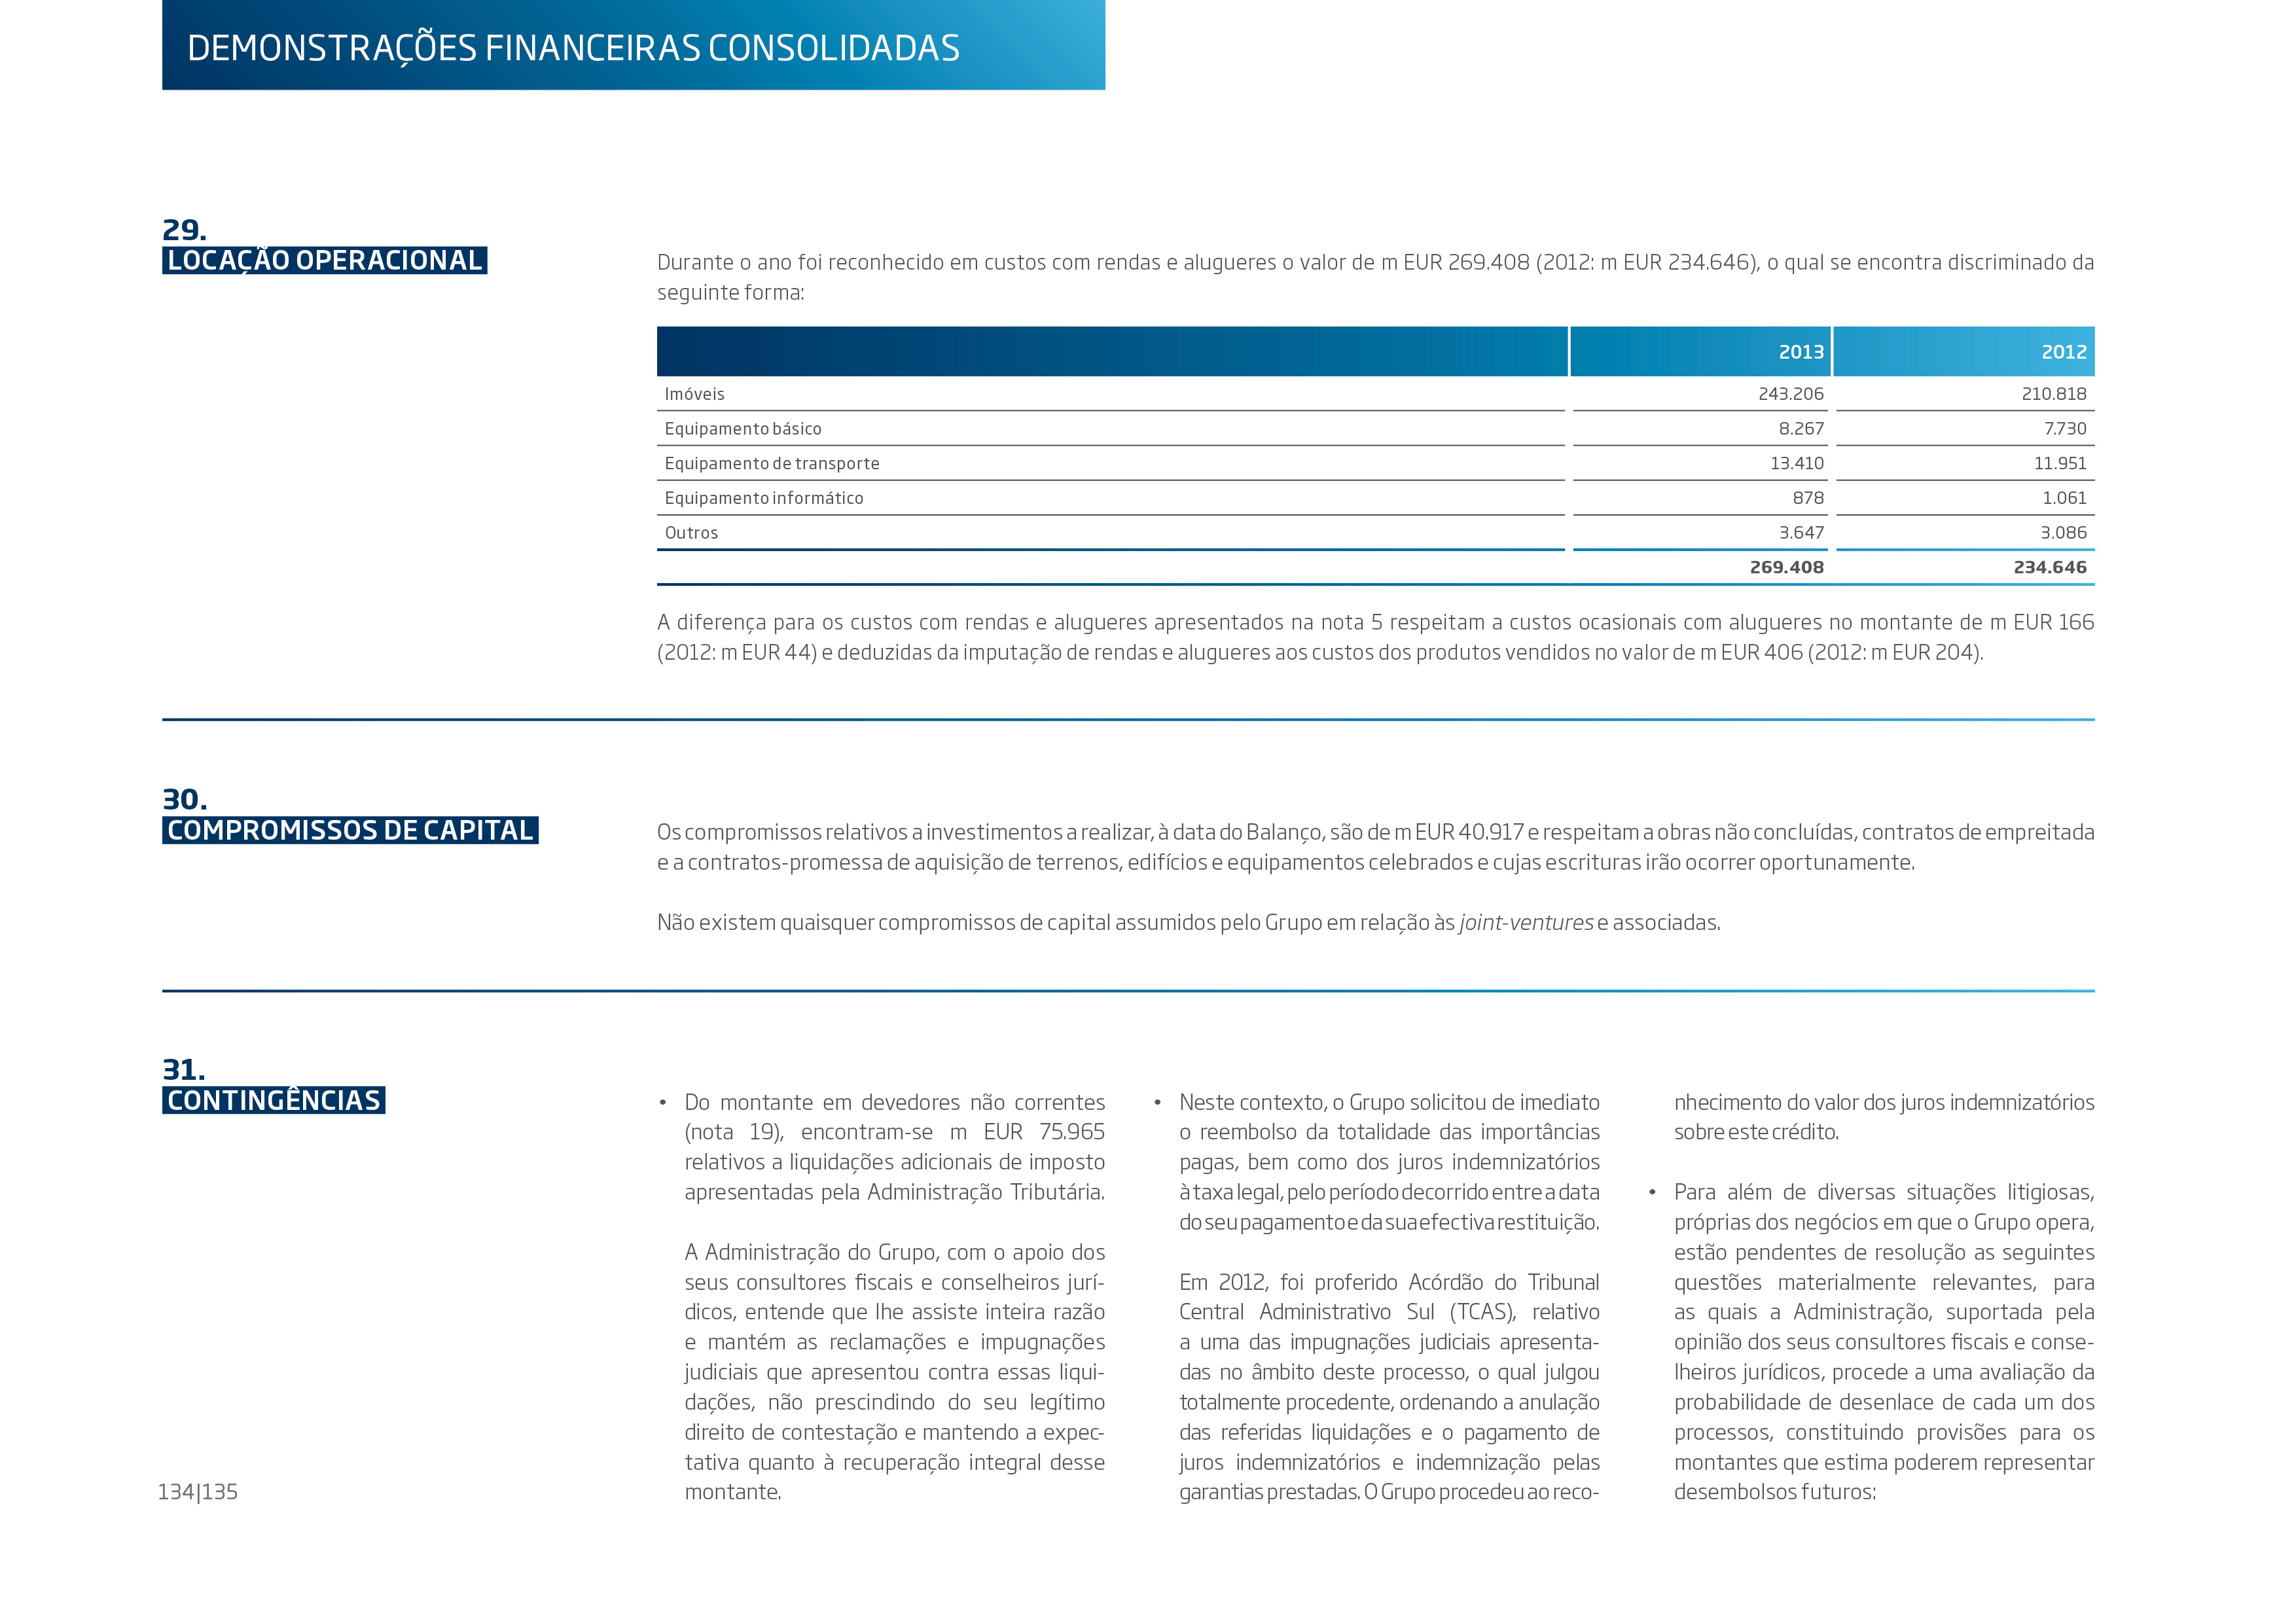 DEMONSTRAÇÕES FINANCEIRAS CONSOLIDADAS
29.
LOCAÇÃO OPERACIONAL
Durante o ano foi reconhecido em custos com rendas e alugueres o valor de m EUR 269.408 (2012: m EUR 234.646), o qual se encontra discriminado da
seguinte forma:
2013 2012
Imóveis 243.206 210.818
Equipamento básico 8.267 7.730
Equipamento de transporte 13.410 11.951
Equipamento informático 878 1.061
Outros 3.647 3.086
269.408 234.646
A diferença para os custos com rendas e alugueres apresentados na nota 5 respeitam a custos ocasionais com alugueres no montante de m EUR 166
(2012: m EUR 44) e deduzidas da imputação de rendas e alugueres aos custos dos produtos vendidos no valor de m EUR 406 (2012: m EUR 204).
30.
COMPROMISSOS DE CAPITAL
Os compromissos relativos a investimentos a realizar, à data do Balanço, são de m EUR 40.917 e respeitam a obras não concluídas, contratos de empreitada
e a contratos-promessa de aquisição de terrenos, edifícios e equipamentos celebrados e cujas escrituras irão ocorrer oportunamente.
Não existem quaisquer compromissos de capital assumidos pelo Grupo em relação às joint-ventures e associadas.
31.
CONTINGÊNCIAS
• Do montante em devedores não correntes
(nota 19), encontram-se m EUR 75.965
relativos a liquidações adicionais de imposto
apresentadas pela Administração Tributária.
A Administração do Grupo, com o apoio dos
seus consultores fiscais e conselheiros jurí-
dicos, entende que lhe assiste inteira razão
e mantém as reclamações e impugnações
judiciais que apresentou contra essas liqui-
dações, não prescindindo do seu legítimo
direito de contestação e mantendo a expec-
tativa quanto à recuperação integral desse
montante.
• Neste contexto, o Grupo solicitou de imediato
o reembolso da totalidade das importâncias
pagas, bem como dos juros indemnizatórios
à taxa legal, pelo período decorrido entre a data
do seu pagamento e da sua efectiva restituição.
Em 2012, foi proferido Acórdão do Tribunal
Central Administrativo Sul (TCAS), relativo
a uma das impugnações judiciais apresenta-
das no âmbito deste processo, o qual julgou
totalmente procedente, ordenando a anulação
das referidas liquidações e o pagamento de
juros indemnizatórios e indemnização pelas
garantias prestadas. O Grupo procedeu ao reco-
nhecimento do valor dos juros indemnizatórios
sobre este crédito.
• Para além de diversas situações litigiosas,
próprias dos negócios em que o Grupo opera,
estão pendentes de resolução as seguintes
questões materialmente relevantes, para
as quais a Administração, suportada pela
opinião dos seus consultores fiscais e conse-
lheiros jurídicos, procede a uma avaliação da
probabilidade de desenlace de cada um dos
processos, constituindo provisões para os
montantes que estima poderem representar
desembolsos futuros:
134|135